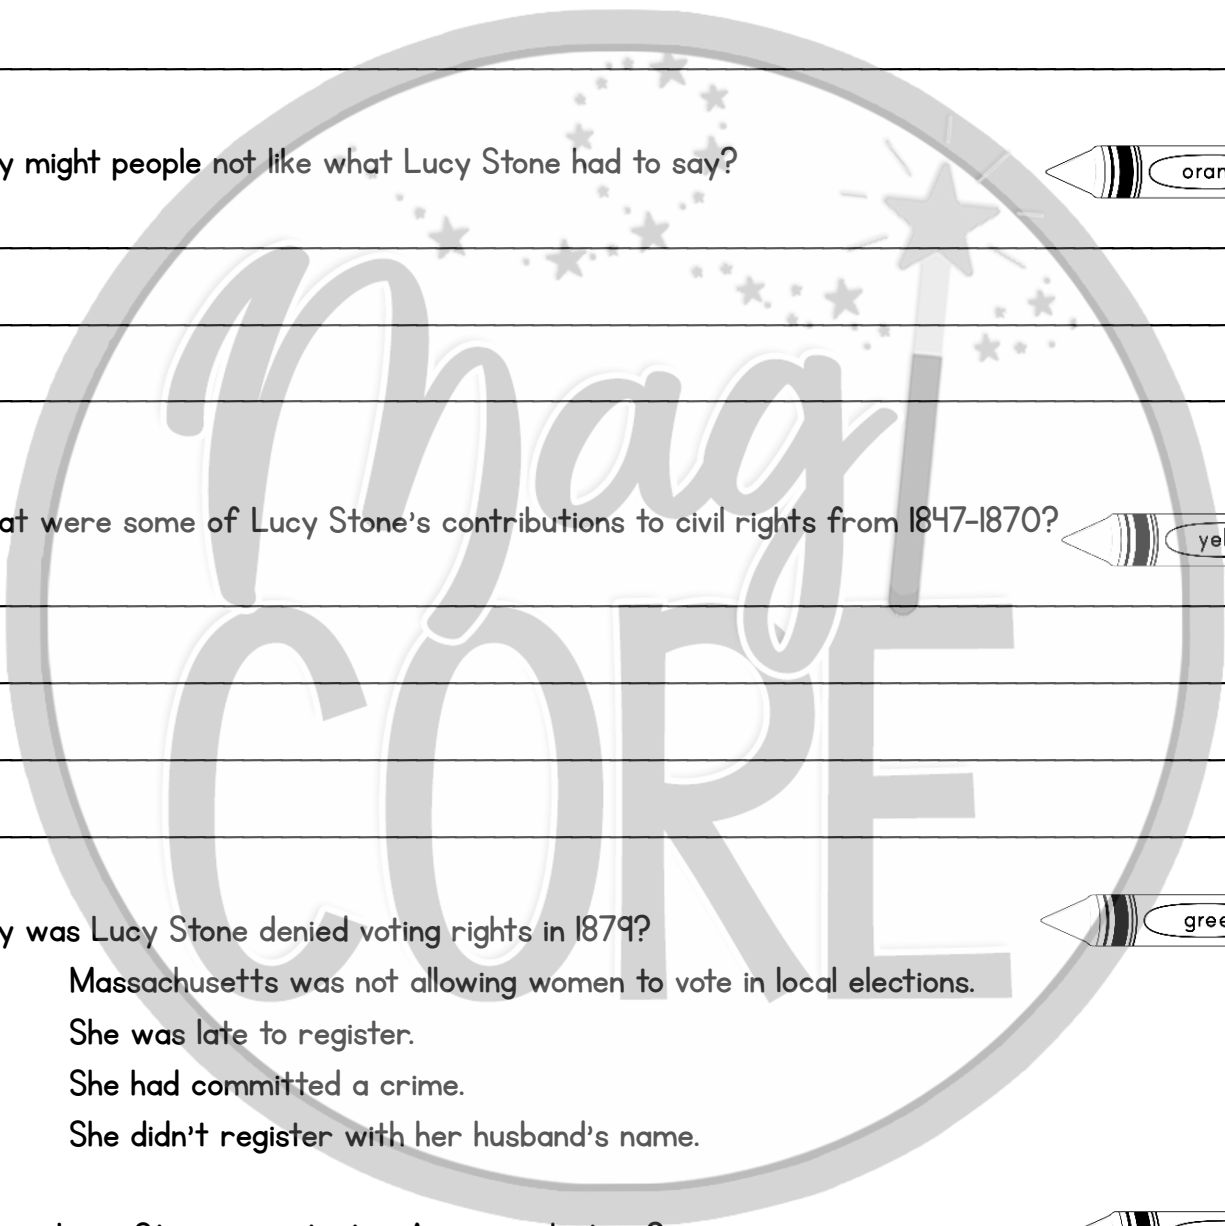 y might people not like what Lucy Stone had to say?
oran
at were some of Lucy Stone's contributions to civil rights from 1847-1870?
yel
Mag
CORE
y was Lucy Stone denied voting rights in 1879?
gree
Massachusetts was not allowing women to vote in local elections.
She was late to register.
She had committed a crime.
She didn't register with her husband's name.